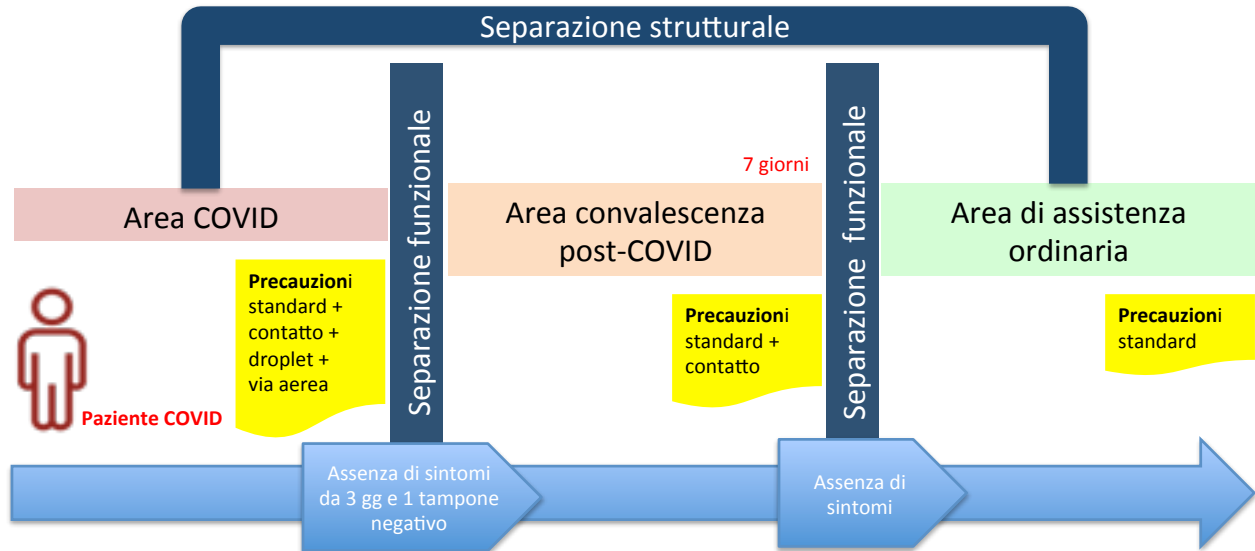 Separazione strutturale
Area COVID
Separazione funzionale
7 giorni
Area convalescenza
post-COVID
Separazione funzionale
Area di assistenza
ordinaria
Precauzioni
standard +
contatto +
droplet +
via aerea
Precauzioni
standard +
contatto
Precauzioni
standard
Paziente COVID
Assenza di sintomi
da 3 gg e 1 tampone
negativo
Assenza di
sintomi